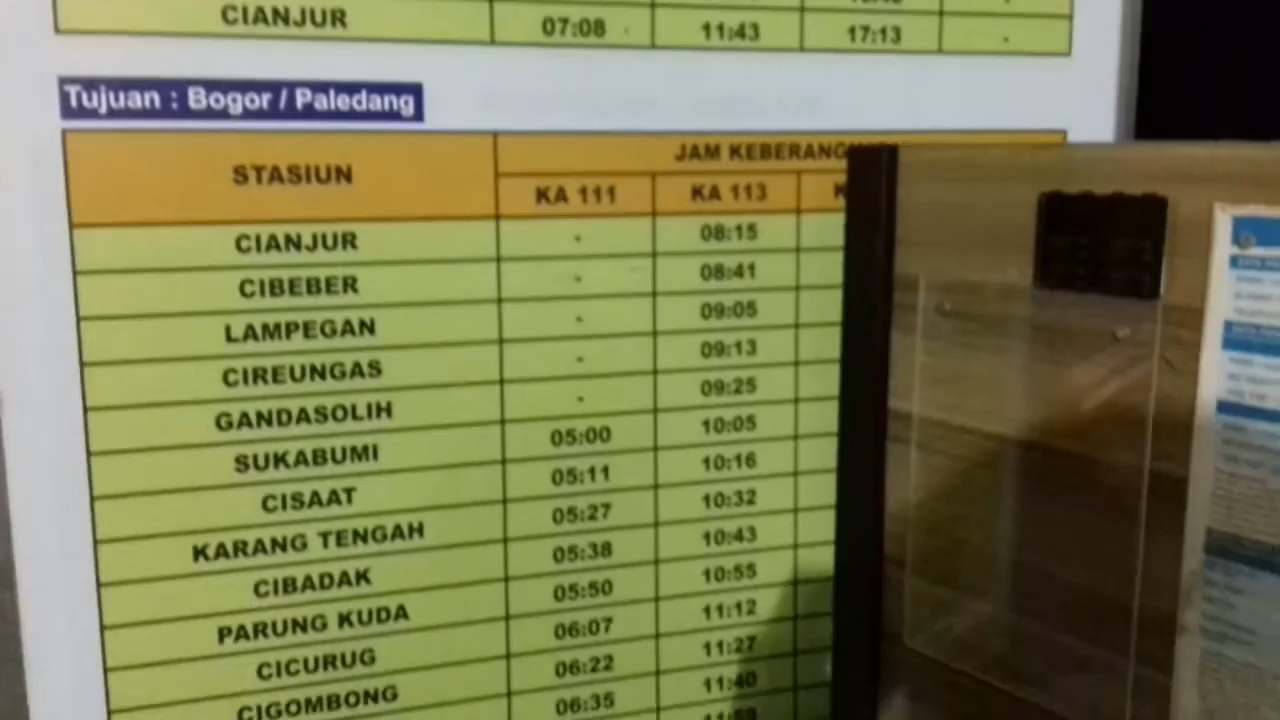 CIANJUR 07:08 11:43 17:13 -
Tujuan : Bogor / Paledang
STASIUN JAM
KA 111 KA 113
CIANJUR - 08:15
CIBEBER - 08:41
LAMPEGAN - 09:05
CIREUNGAS - 09:13
GANDASOLIH - 09:25
SUKABUMI 05:00 10:05
CISAAT 05:11 10:16
KARANG TENGAH 05:27 10:32
CIBADAK 05:38 10:43
PARUNG KUDA 05:50 10:55
CICURUG 06:07 11:12
CIGOMBONG 06:22 11:27
06:35 11:40